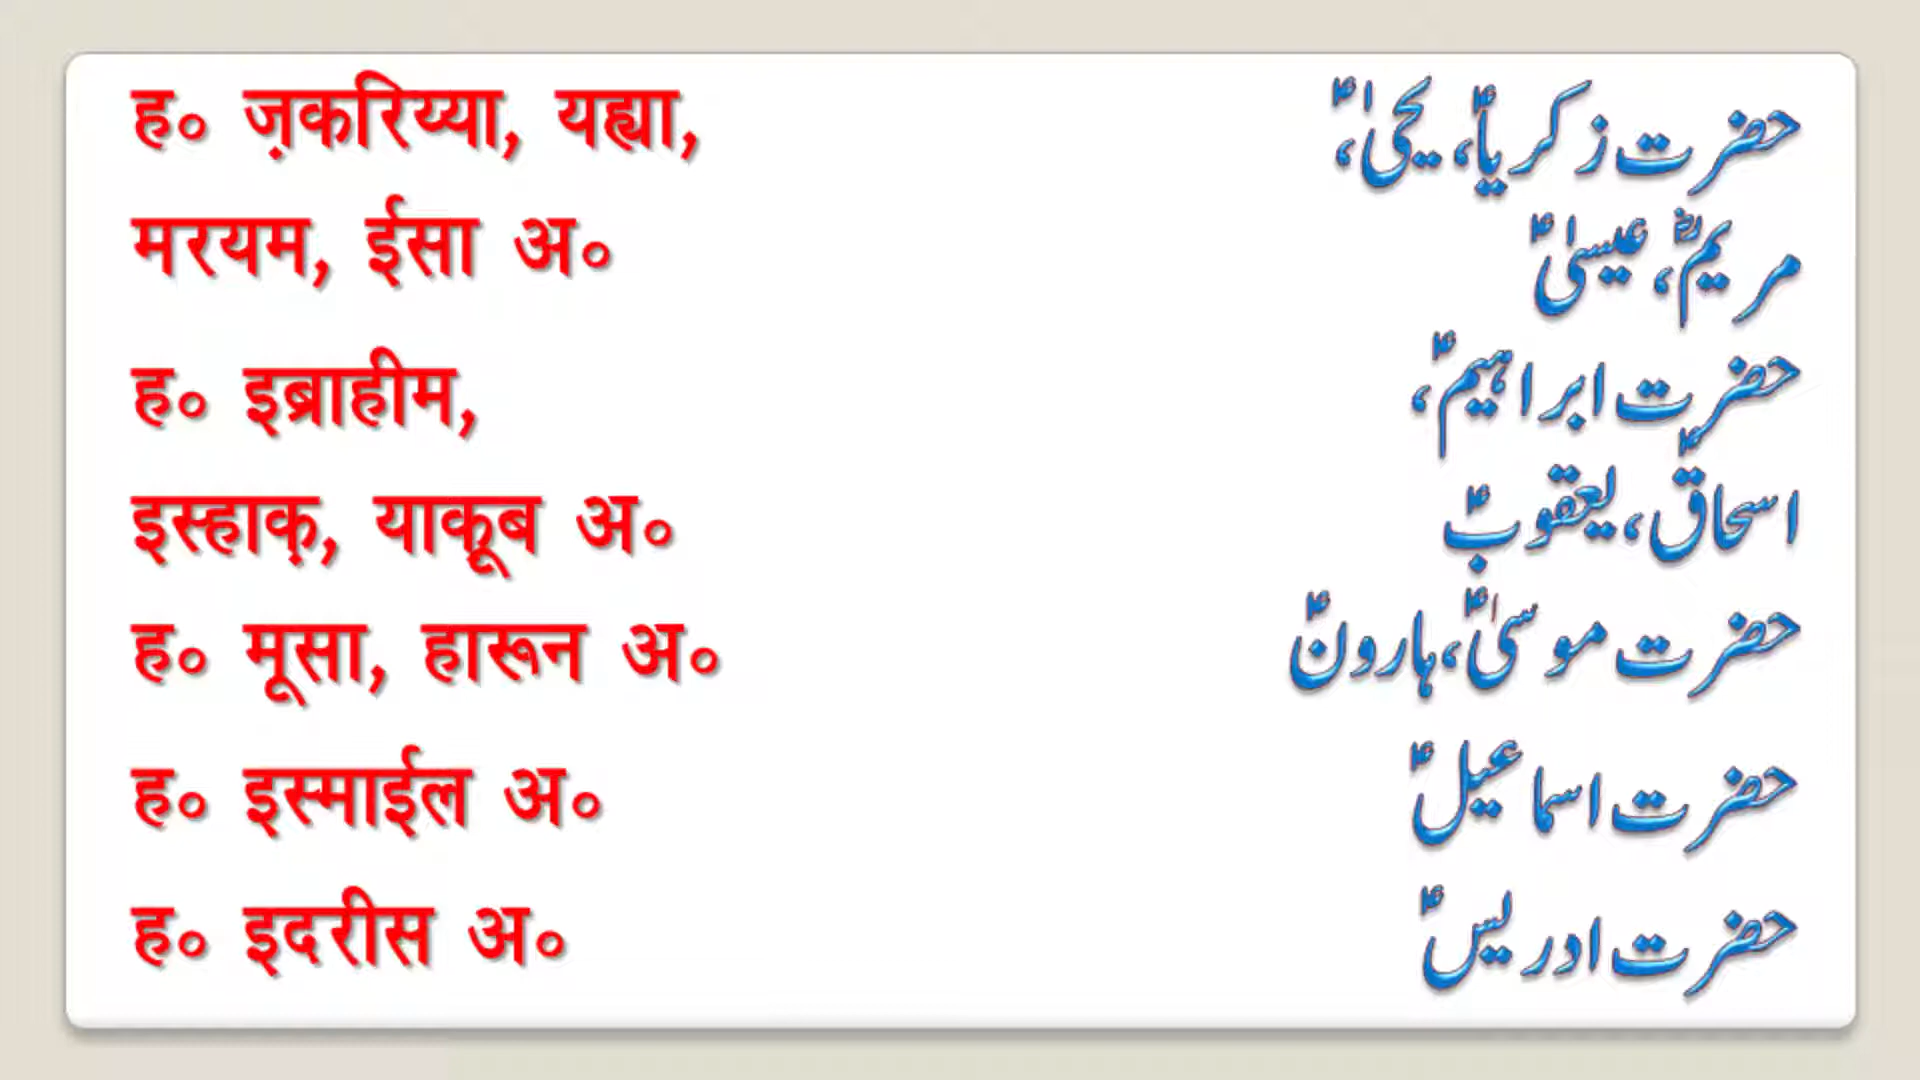 ह० ज़करिय्या, यह्या,
حضرت زکریاؑ، یحییٰؑ،
मरयम, ईसा अ०
مریمؓ، عیسیٰؑ
ह० इब्राहीम,
حضرت ابراہیمؑ،
इस्हाक़, याक़ूब अ०
اسحاقؑ، یعقوبؑ
ह० मूसा, हारून अ०
حضرت موسیٰؑ، ہارونؑ
ह० इस्माईल अ०
حضرت اسماعیلؑ
ह० इदरीस अ०
حضرت ادریسؑ